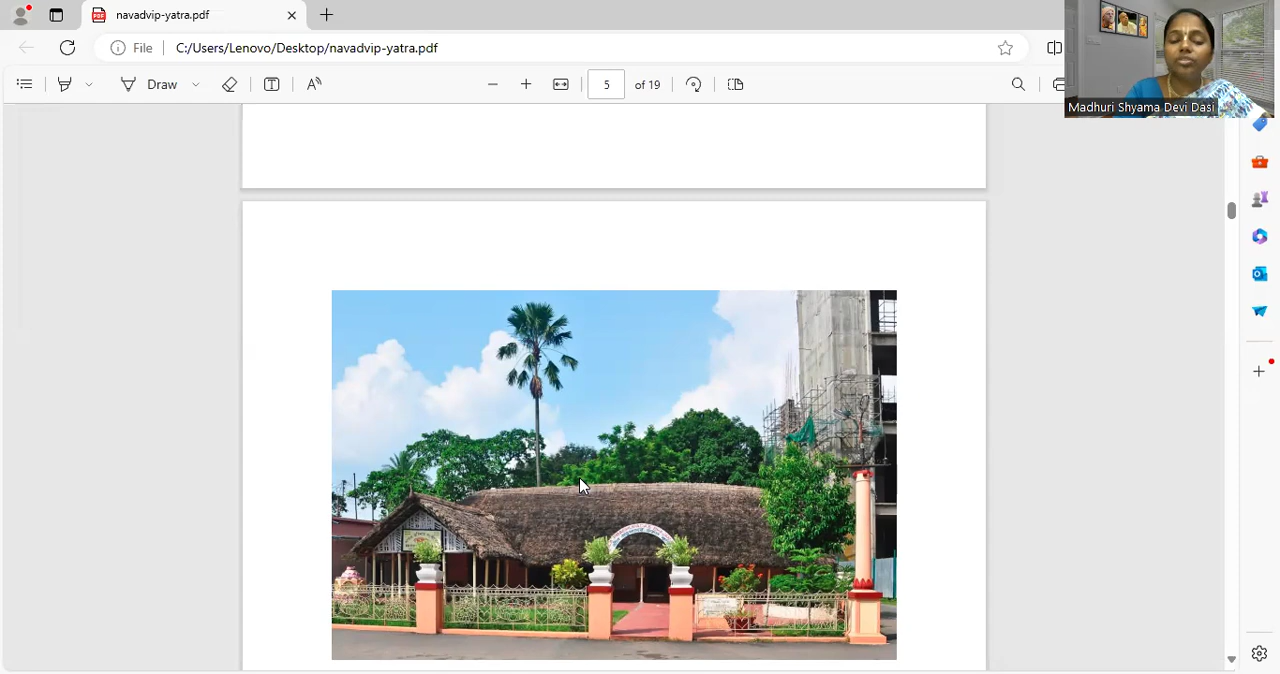 navadvip-yatra.pdf
File
C:/Users/Lenovo/Desktop/navadvip-yatra.pdf
Draw
5
of 19
Madhuri Shyama Devi Dasi